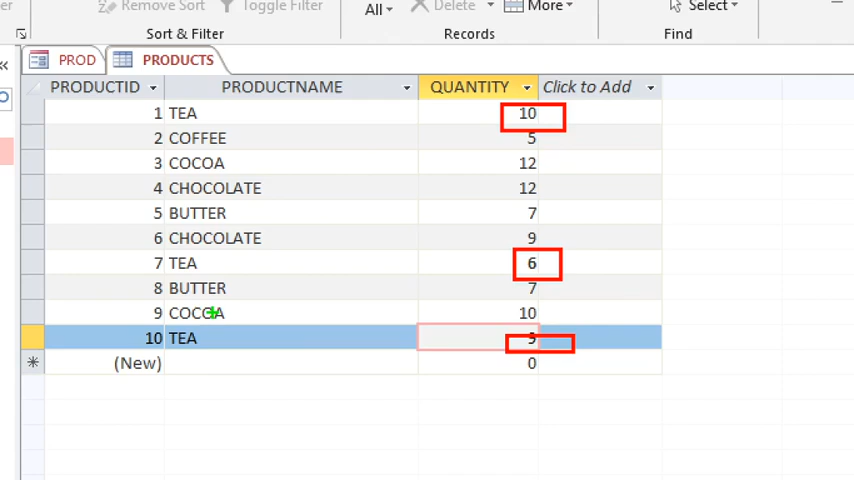 Remove Sort Toggle Filter All Delete More Select
Sort & Filter Records Find
PROD PRODUCTS
PRODUCTID PRODUCTNAME QUANTITY Click to Add
1 TEA 10
2 COFFEE 5
3 COCOA 12
4 CHOCOLATE 12
5 BUTTER 7
6 CHOCOLATE 9
7 TEA 6
8 BUTTER 7
9 COCOA 10
10 TEA 9
(New) 0